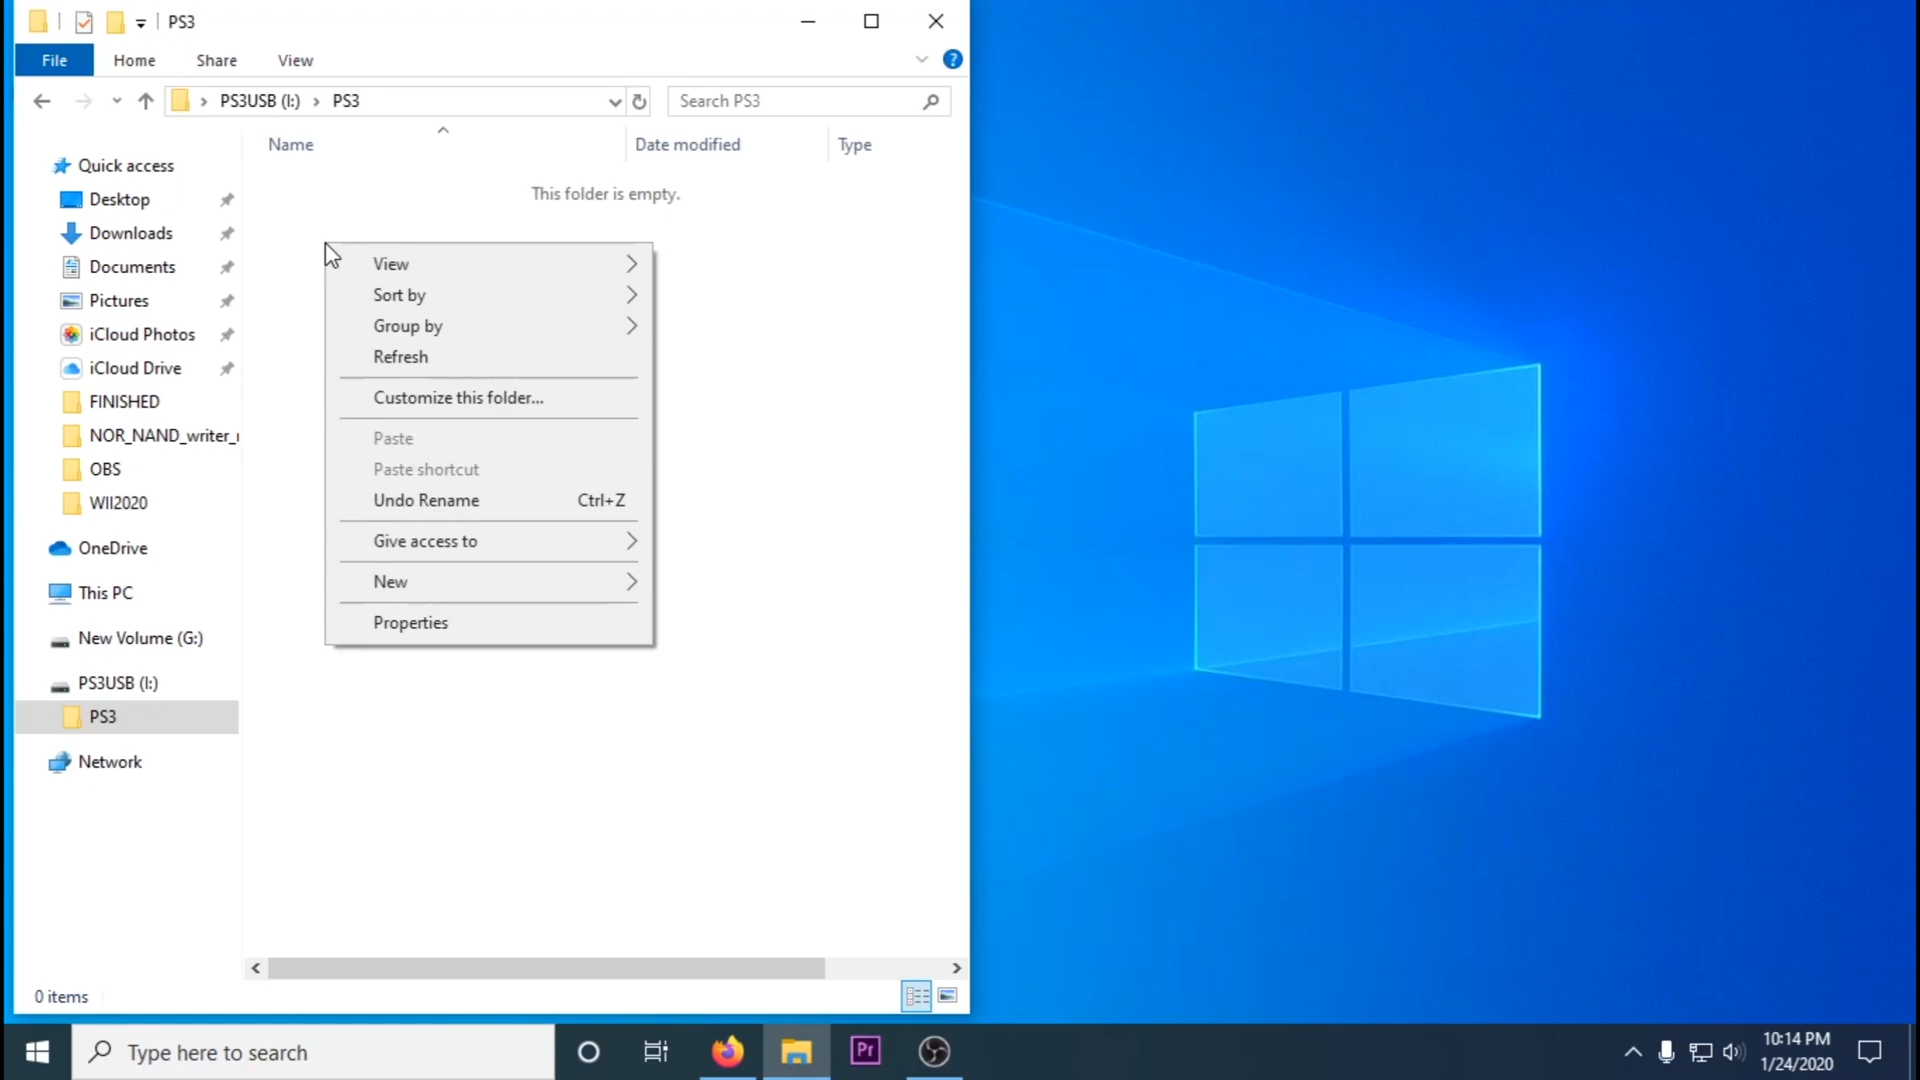 PS3
File Home Share View
PS3USB (I:) PS3
Search PS3
Name Date modified Type
This folder is empty.
Quick access
Desktop
Downloads
Documents
Pictures
iCloud Photos
iCloud Drive
FINISHED
NOR_NAND_writer_
OBS
WII2020
OneDrive
This PC
New Volume (G:)
PS3USB (I:)
PS3
Network
View
Sort by
Group by
Refresh
Customize this folder...
Paste
Paste shortcut
Undo Rename Ctrl+Z
Give access to
New
Properties
0 items
Type here to search
Pr
10:14 PM
1/24/2020